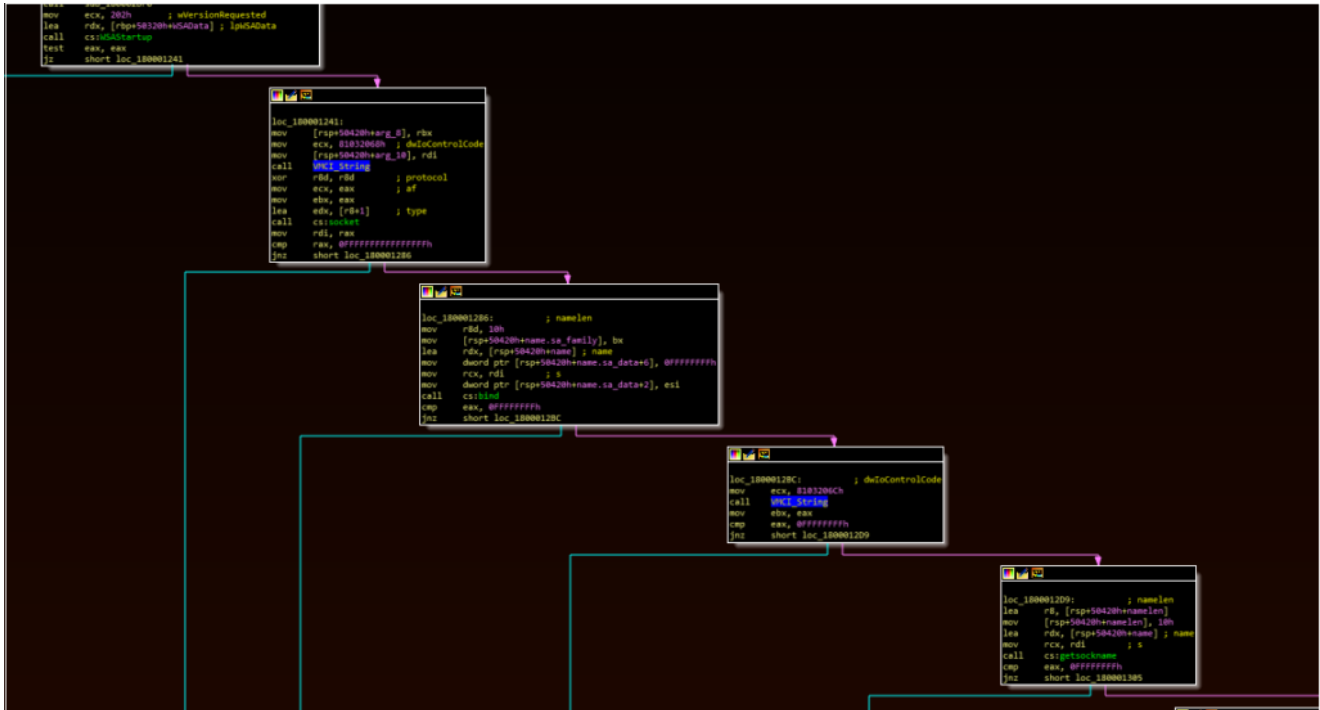 call sub_180001BF0
mov ecx, 202h ; wVersionRequested
lea rdx, [rbp+50320h+WSAData] ; lpWSAData
call cs:WSAStartup
test eax, eax
jz short loc_180001241
loc_180001241:
mov [rsp+50420h+arg_8], rbx
mov ecx, 81032068h ; dwIoControlCode
mov [rsp+50420h+arg_10], rdi
call VMCI_String
xor r8d, r8d ; protocol
mov ecx, eax ; af
mov ebx, eax
lea edx, [r8+1] ; type
call cs:socket
mov rdi, rax
cmp rax, 0FFFFFFFFFFFFFFFFh
jnz short loc_180001286
loc_180001286: ; namelen
mov r8d, 10h
mov [rsp+50420h+name.sa_family], bx
lea rdx, [rsp+50420h+name] ; name
mov dword ptr [rsp+50420h+name.sa_data+6], 0FFFFFFFFh
mov rcx, rdi ; s
mov dword ptr [rsp+50420h+name.sa_data+2], esi
call cs:bind
cmp eax, 0FFFFFFFFh
jnz short loc_1800012BC
loc_1800012BC: ; dwIoControlCode
mov ecx, 8103206Ch
call VMCI_String
mov ebx, eax
cmp eax, 0FFFFFFFFh
jnz short loc_1800012D9
loc_1800012D9: ; namelen
lea r8, [rsp+50420h+namelen]
mov [rsp+50420h+namelen], 10h
lea rdx, [rsp+50420h+name] ; name
mov rcx, rdi ; s
call cs:getsockname
cmp eax, 0FFFFFFFFh
jnz short loc_180001305